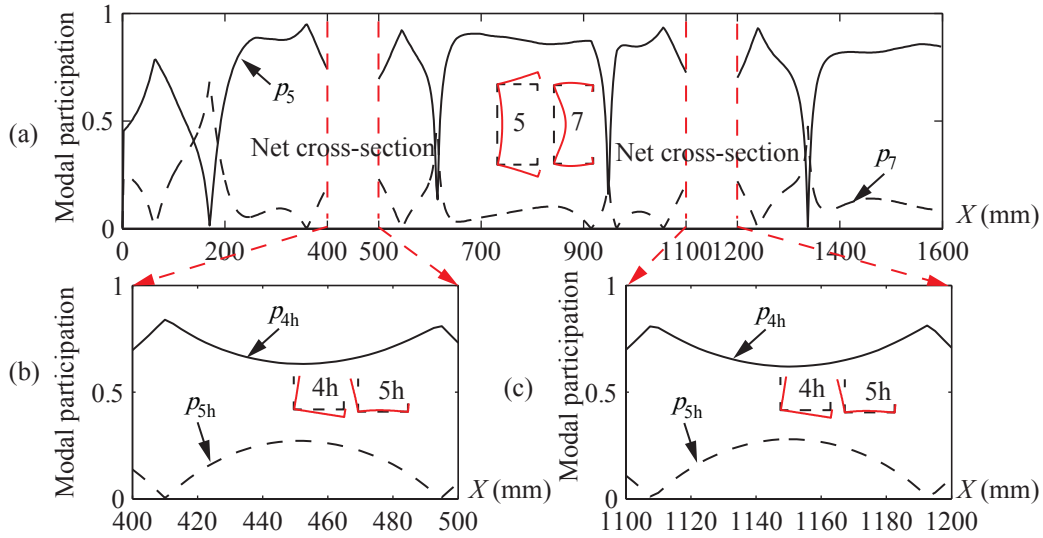 1
Modal participation
(a)
p5
5
7
0.5
Net cross-section
Net cross-section
p7
X (mm)
0
0 200 400 500 700 900 1100 1200 1400 1600
1
Modal participation
p4h
(b)
0.5
4h
5h
p5h
X (mm)
0
400 420 440 460 480 500
1
Modal participation
p4h
(c)
0.5
4h
5h
p5h
X (mm)
0
1100 1120 1140 1160 1180 1200